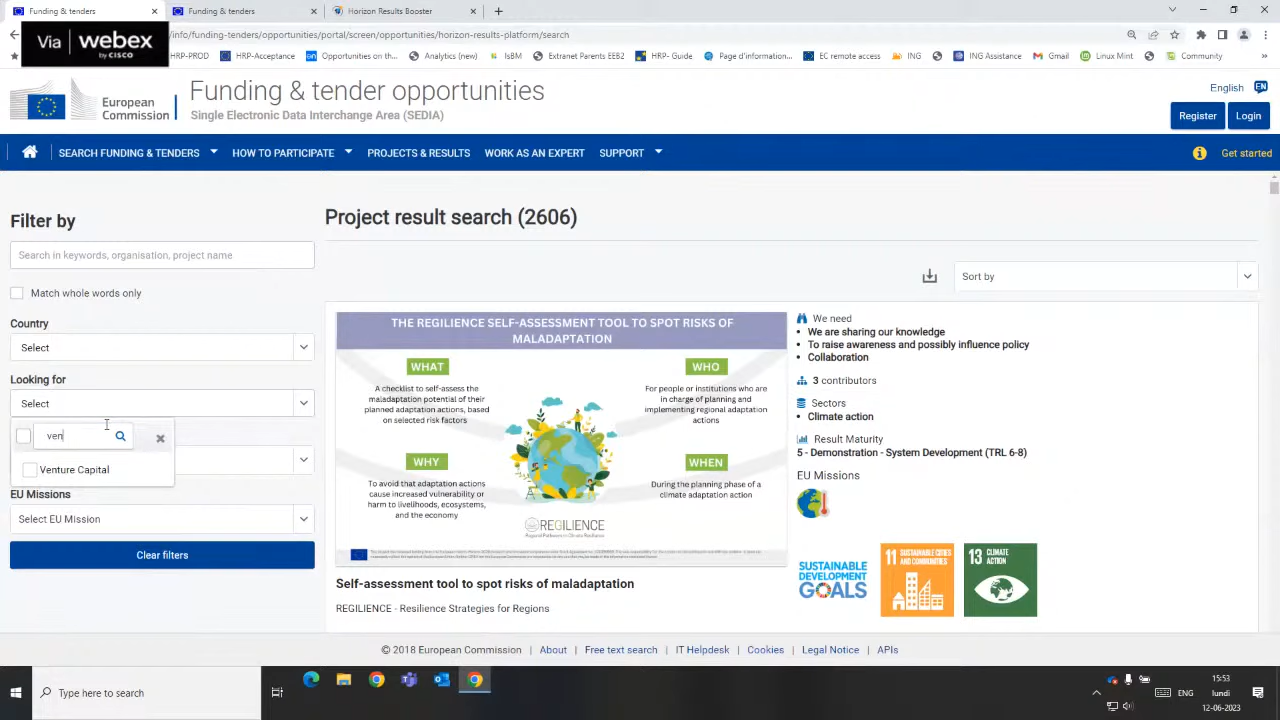 Funding & tenders
Funding & tenders
Horizon Results Booster
Via | webex
by CISCO
/info/funding-tenders/opportunities/portal/screen/opportunities/horizon-results-platform/search
HRP-PROD
HRP-Acceptance
Opportunities on th...
IsBM
Analytics (prod)
Extranet Parents EEB2
HRP- Guide
Page d'information...
EC remote access
ING
ING Assistance
Gmail
Linux Mint
Community
European
Commission
Funding & tender opportunities
Single Electronic Data Interchange Area (SEDIA)
English EN
Register Login
SEARCH FUNDING & TENDERS HOW TO PARTICIPATE PROJECTS & RESULTS WORK AS AN EXPERT SUPPORT
Get started
Filter by
Search in keywords, organisation, project name
Match whole words only
Country
Select
Looking for
Select
ven
Venture Capital
EU Missions
Select EU Mission
Clear filters
Project result search (2606)
Sort by
THE REGILIENCE SELF-ASSESSMENT TOOL TO SPOT RISKS OF
MALADAPTATION
WHAT
A checklist to self-assess the
maladaptation potential of their
planned adaptation actions, based
on selected risk factors
WHO
For people or institutions who are
in charge of planning and
implementing regional adaptation
actions
WHY
To avoid that adaptation actions
cause increased vulnerability or
harm to livelihoods, ecosystems,
and the economy
WHEN
During the planning phase of a
climate adaptation action
REGILIENCE
Regional Pathways to Climate Resilience
Self-assessment tool to spot risks of maladaptation
REGILIENCE - Resilience Strategies for Regions
We need
• We are sharing our knowledge
• To raise awareness and possibly influence policy
• Collaboration
3 contributors
Sectors
• Climate action
Result Maturity
5 - Demonstration - System Development (TRL 6-8)
EU Missions
SUSTAINABLE
DEVELOPMENT
GOALS
11 SUSTAINABLE CITIES
AND COMMUNITIES
13 CLIMATE
ACTION
© 2018 European Commission | About | Free text search | IT Helpdesk | Cookies | Legal Notice | APIs
Type here to search
ENG
15:53
lundi
12-06-2023